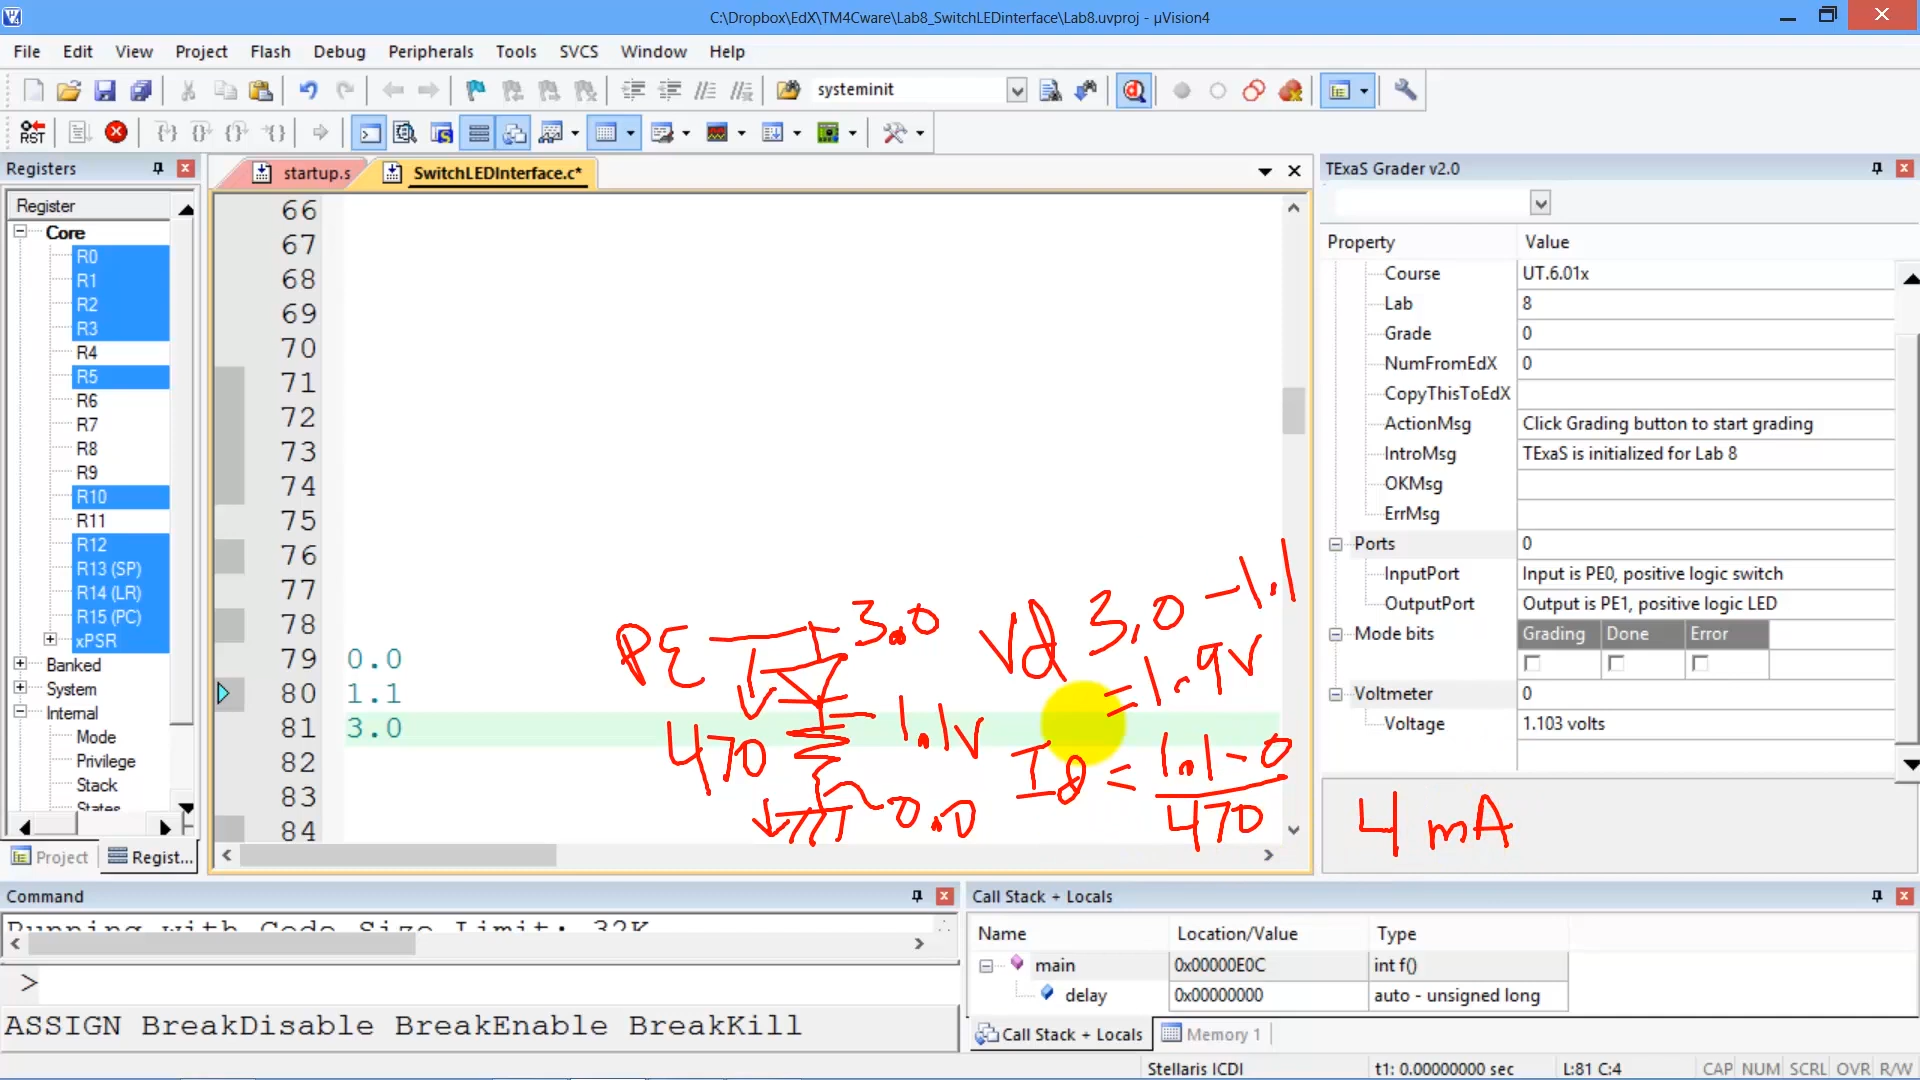 C:\Dropbox\EdX\TM4Cware\Lab8_SwitchLEDinterface\Lab8.uvproj - µVision4
File Edit View Project Flash Debug Peripherals Tools SVCS Window Help
systeminit
RST
Registers
startup.s
SwitchLEDInterface.c*
TExaS Grader v2.0
Register
Core
R0
R1
R2
R3
R4
R5
R6
R7
R8
R9
R10
R11
R12
R13 (SP)
R14 (LR)
R15 (PC)
xPSR
Banked
System
Internal
Mode
Privilege
Stack
States
Project
Regist...
66
67
68
69
70
71
72
73
74
75
76
77
78
79 0.0
80 1.1
81 3.0
82
83
84
PE 3.0
470 1.1V
0.0
Vd 3.0 -1.1
= 1.9V
Id = 1.1-0
470
4 mA
Property Value
Course UT.6.01x
Lab 8
Grade 0
NumFromEdX 0
CopyThisToEdX
ActionMsg Click Grading button to start grading
IntroMsg TExaS is initialized for Lab 8
OKMsg
ErrMsg
Ports 0
InputPort Input is PE0, positive logic switch
OutputPort Output is PE1, positive logic LED
Mode bits Grading Done Error
Voltmeter 0
Voltage 1.103 volts
Command
Running with Code Size Limit: 32K
>
ASSIGN BreakDisable BreakEnable BreakKill
Call Stack + Locals
Name Location/Value Type
main 0x00000E0C int f()
delay 0x00000000 auto - unsigned long
Call Stack + Locals Memory 1
Stellaris ICDI t1: 0.00000000 sec L:81 C:4 CAP NUM SCRL OVR R/W